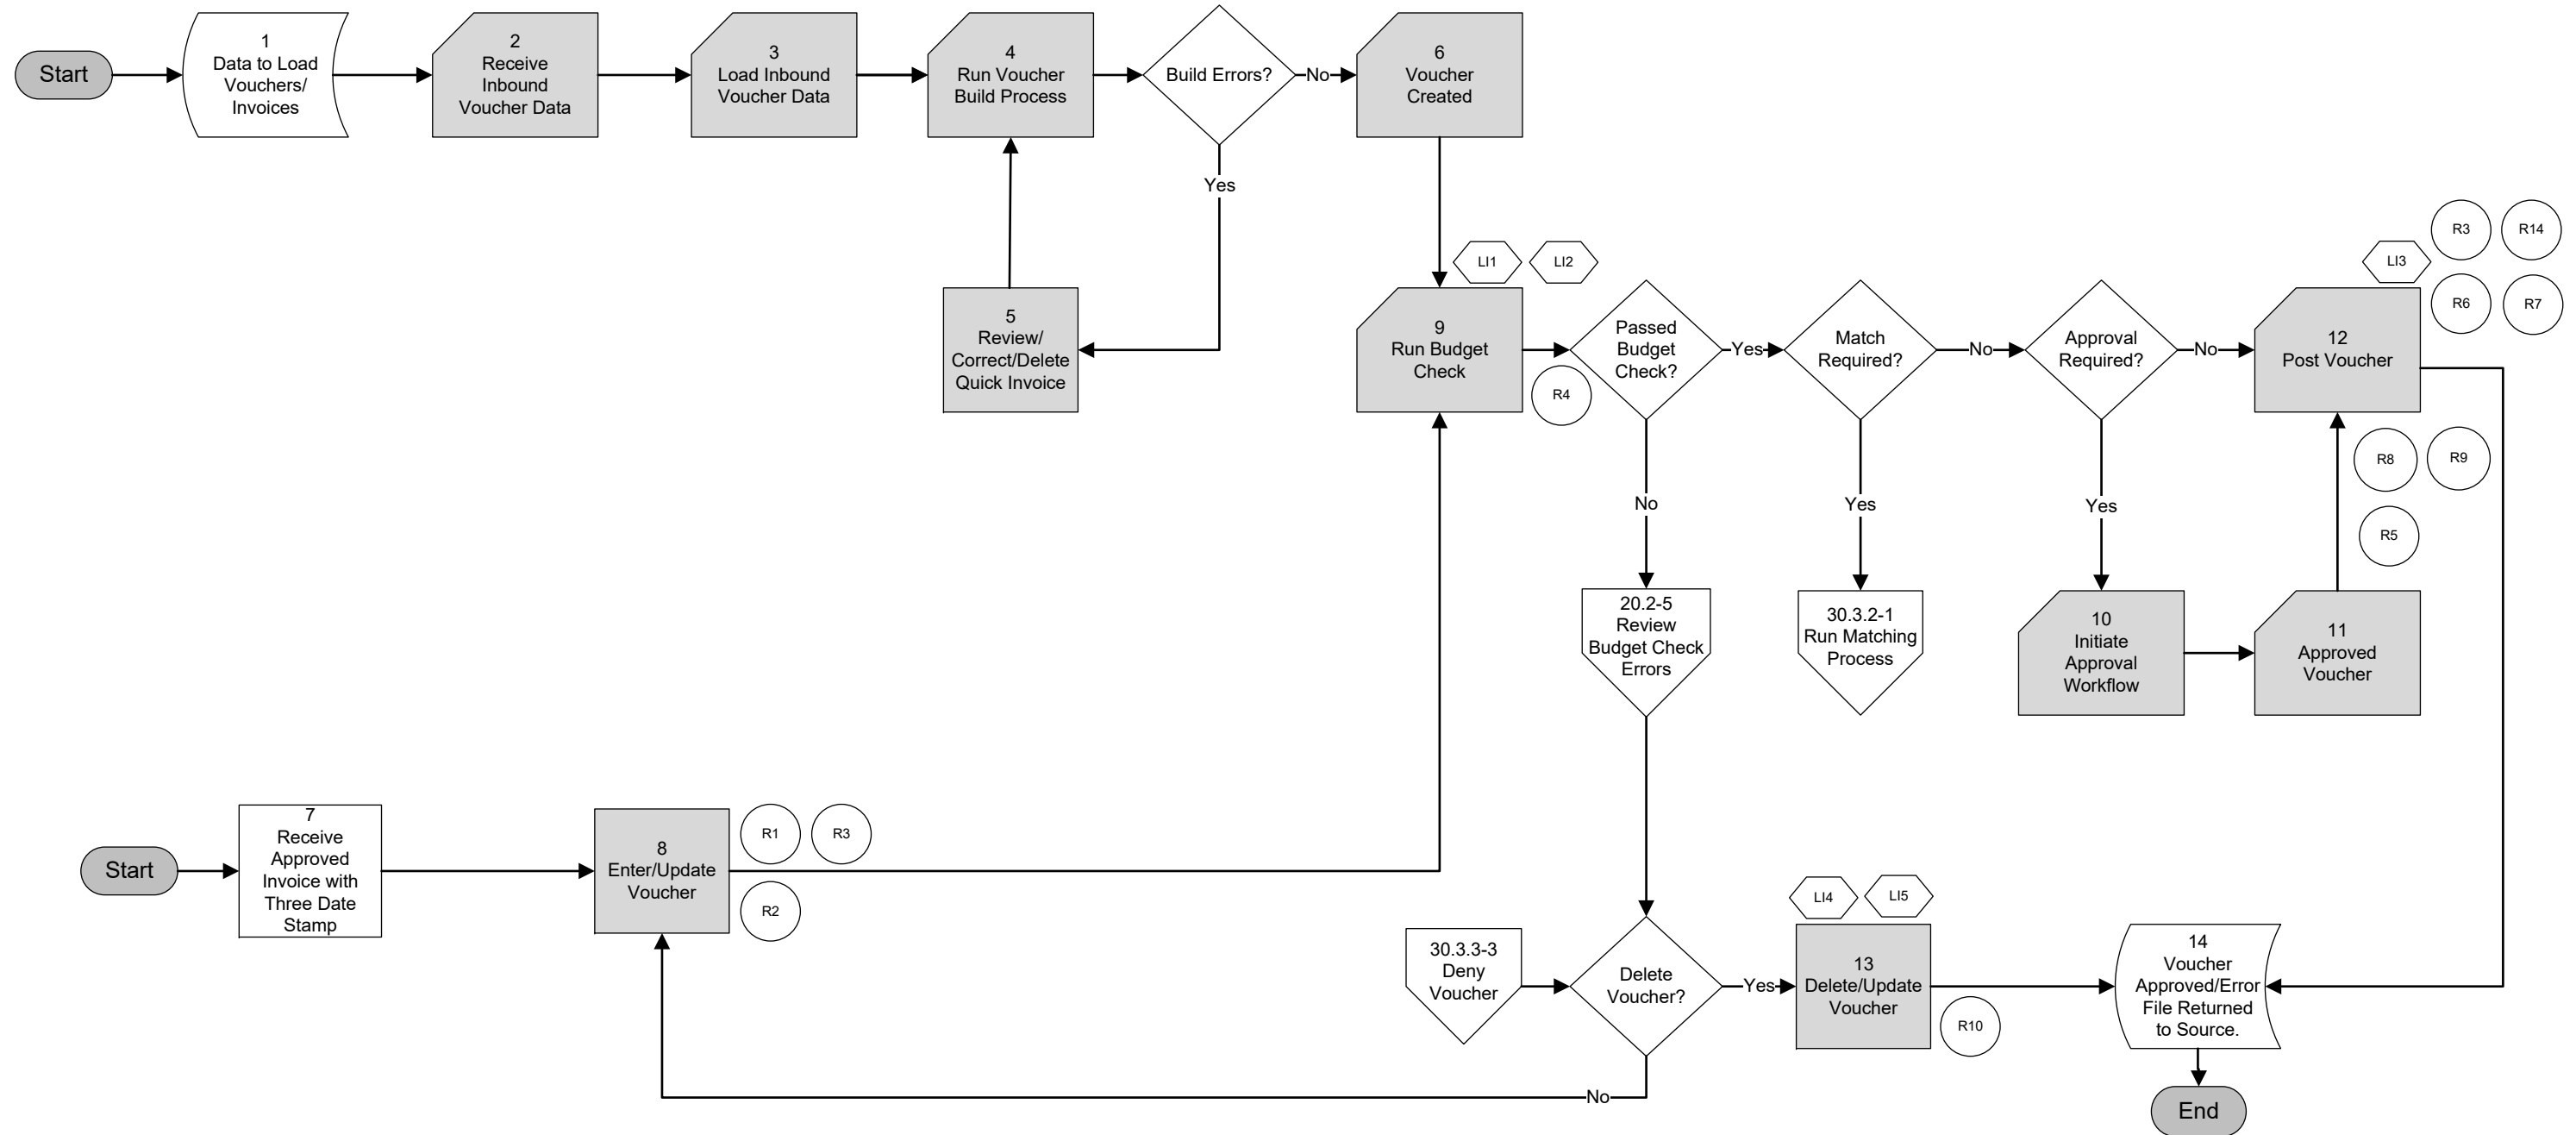 Start
1
Data to Load
Vouchers/
Invoices
2
Receive
Inbound
Voucher Data
3
Load Inbound
Voucher Data
4
Run Voucher
Build Process
Build Errors?
No
6
Voucher
Created
Yes
5
Review/
Correct/Delete
Quick Invoice
LI1
LI2
9
Run Budget
Check
R4
Passed
Budget
Check?
Yes
Match
Required?
No
Approval
Required?
No
LI3
R3
R14
R6
R7
12
Post Voucher
No
Yes
Yes
R8
R9
R5
20.2-5
Review
Budget Check
Errors
30.3.2-1
Run Matching
Process
10
Initiate
Approval
Workflow
11
Approved
Voucher
Start
7
Receive
Approved
Invoice with
Three Date
Stamp
8
Enter/Update
Voucher
R1
R3
R2
30.3.3-3
Deny
Voucher
Delete
Voucher?
Yes
LI4
LI5
13
Delete/Update
Voucher
R10
14
Voucher
Approved/Error
File Returned
to Source.
No
End